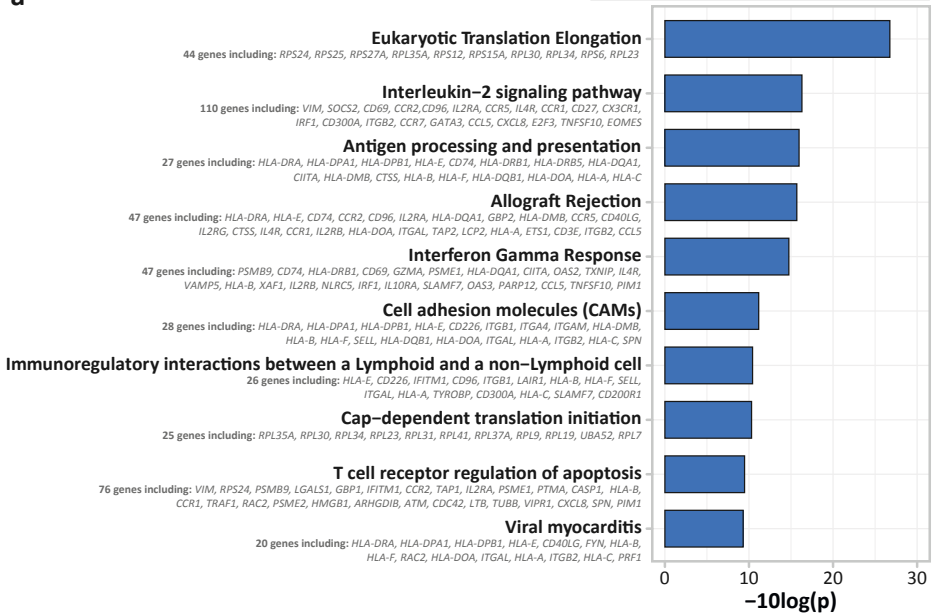 a
Eukaryotic Translation Elongation
44 genes including: RPS24, RPS25, RPS27A, RPL35A, RPS12, RPS15A, RPL30, RPL34, RPS6, RPL23
Interleukin−2 signaling pathway
110 genes including: VIM, SOCS2, CD69, CCR2,CD96, IL2RA, CCR5, IL4R, CCR1, CD27, CX3CR1,
IRF1, CD300A, ITGB2, CCR7, GATA3, CCL5, CXCL8, E2F3, TNFSF10, EOMES
Antigen processing and presentation
27 genes including: HLA-DRA, HLA-DPA1, HLA-DPB1, HLA-E, CD74, HLA-DRB1, HLA-DRB5, HLA-DQA1,
CIITA, HLA-DMB, CTSS, HLA-B, HLA-F, HLA-DQB1, HLA-DOA, HLA-A, HLA-C
Allograft Rejection
47 genes including: HLA-DRA, HLA-E, CD74, CCR2, CD96, IL2RA, HLA-DQA1, GBP2, HLA-DMB, CCR5, CD40LG,
IL2RG, CTSS, IL4R, CCR1, IL2RB, HLA-DOA, ITGAL, TAP2, LCP2, HLA-A, ETS1, CD3E, ITGB2, CCL5
Interferon Gamma Response
47 genes including: PSMB9, CD74, HLA-DRB1, CD69, GZMA, PSME1, HLA-DQA1, CIITA, OAS2, TXNIP, IL4R,
VAMP5, HLA-B, XAF1, IL2RB, NLRC5, IRF1, IL10RA, SLAMF7, OAS3, PARP12, CCL5, TNFSF10, PIM1
Cell adhesion molecules (CAMs)
28 genes including: HLA-DRA, HLA-DPA1, HLA-DPB1, HLA-E, CD226, ITGB1, ITGA4, ITGAM, HLA-DMB,
HLA-B, HLA-F, SELL, HLA-DQB1, HLA-DOA, ITGAL, HLA-A, ITGB2, HLA-C, SPN
Immunoregulatory interactions between a Lymphoid and a non−Lymphoid cell
26 genes including: HLA-E, CD226, IFITM1, CD96, ITGB1, LAIR1, HLA-B, HLA-F, SELL,
ITGAL, HLA-A, TYROBP, CD300A, HLA-C, SLAMF7, CD200R1
Cap−dependent translation initiation
25 genes including: RPL35A, RPL30, RPL34, RPL23, RPL31, RPL41, RPL37A, RPL9, RPL19, UBA52, RPL7
T cell receptor regulation of apoptosis
76 genes including: VIM, RPS24, PSMB9, LGALS1, GBP1, IFITM1, CCR2, TAP1, IL2RA, PSME1, PTMA, CASP1, HLA-B,
CCR1, TRAF1, RAC2, PSME2, HMGB1, ARHGDIB, ATM, CDC42, LTB, TUBB, VIPR1, CXCL8, SPN, PIM1
Viral myocarditis
20 genes including: HLA-DRA, HLA-DPA1, HLA-DPB1, HLA-E, CD40LG, FYN, HLA-B,
HLA-F, RAC2, HLA-DOA, ITGAL, HLA-A, ITGB2, HLA-C, PRF1
0 10 20 30
−10log(p)